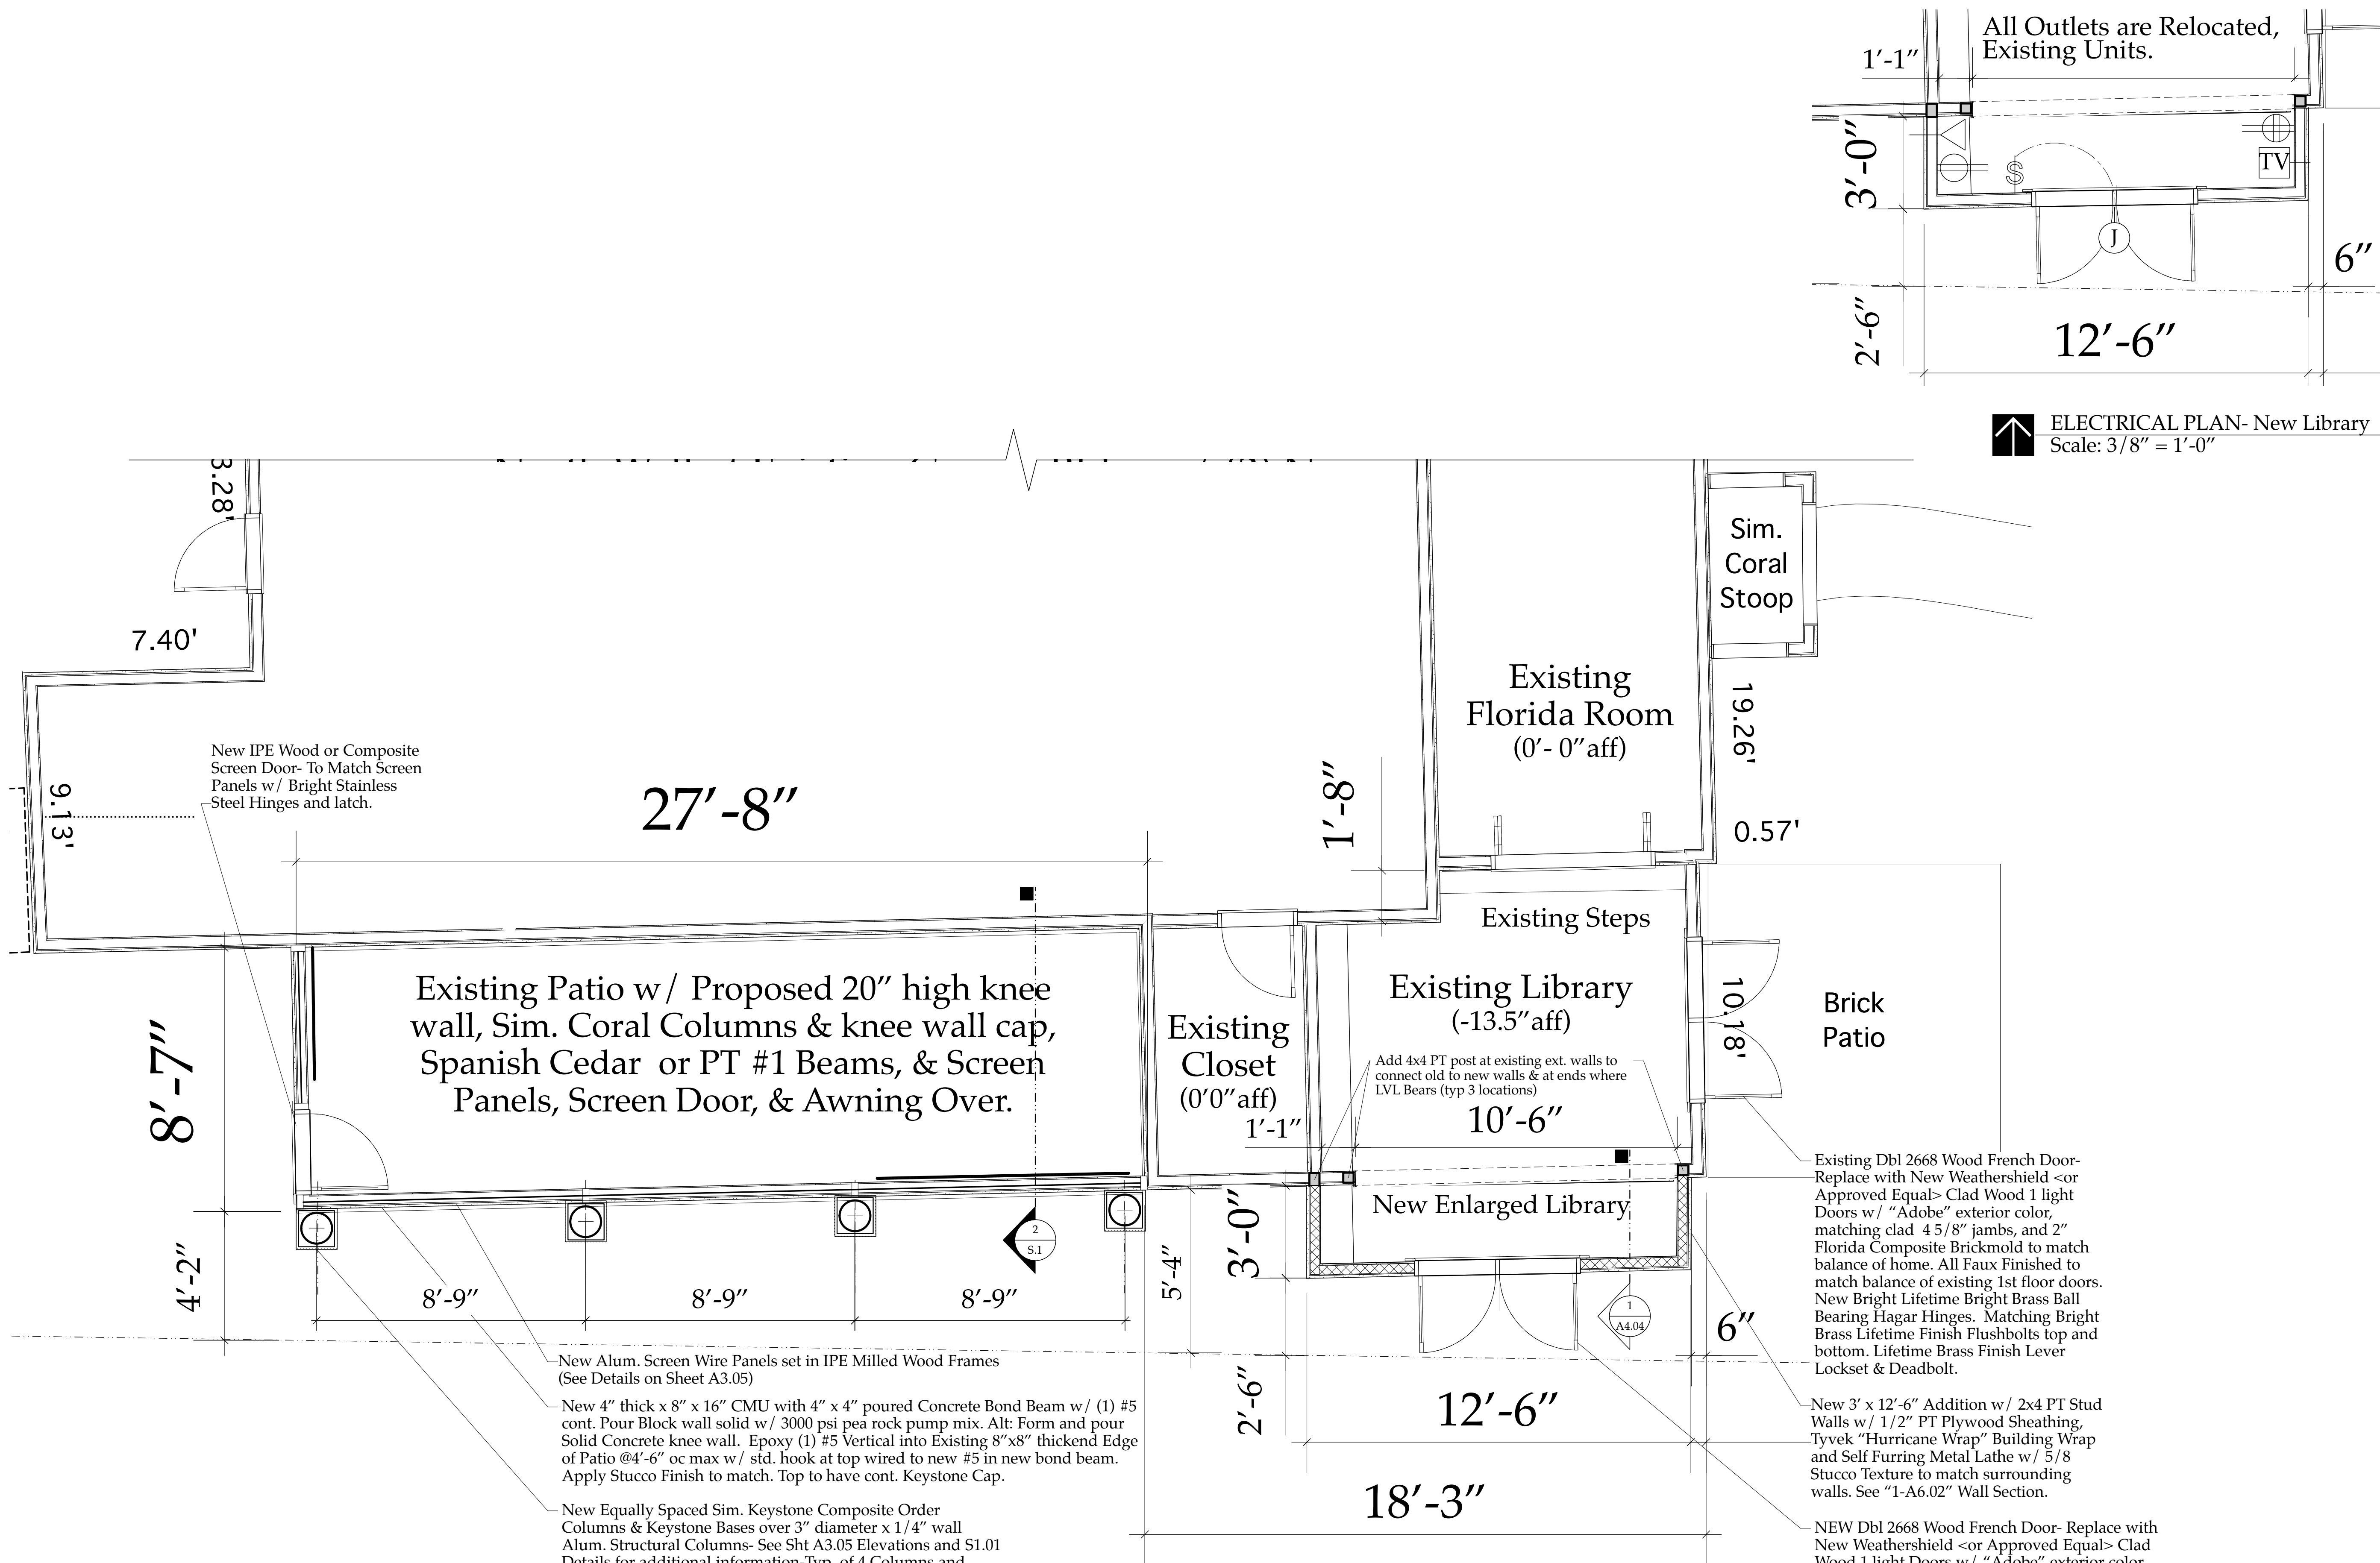 All Outlets are Relocated,
Existing Units.
1'-1"
3'-0"
S
TV
J
6"
2'-6"
12'-6"
ELECTRICAL PLAN- New Library
Scale: 3/8" = 1'-0"
3.28'
Sim.
Coral
Stoop
7.40'
Existing
Florida Room
(0'- 0"aff)
19.26'
New IPE Wood or Composite
Screen Door- To Match Screen
Panels w/ Bright Stainless
Steel Hinges and latch.
9.13'
27'-8"
1'-8"
0.57'
Existing Steps
Existing Patio w/ Proposed 20" high knee
wall, Sim. Coral Columns & knee wall cap,
Spanish Cedar or PT #1 Beams, & Screen
Panels, Screen Door, & Awning Over.
Existing
Closet
(0'0"aff)
Existing Library
(-13.5"aff)
10.18'
Brick
Patio
8'-7"
Add 4x4 PT post at existing ext. walls to
connect old to new walls & at ends where
LVL Bears (typ 3 locations)
1'-1"
10'-6"
New Enlarged Library
Existing Dbl 2668 Wood French Door-
Replace with New Weathershield <or
Approved Equal> Clad Wood 1 light
Doors w/ "Adobe" exterior color,
matching clad 4 5/8" jambs, and 2"
Florida Composite Brickmold to match
balance of home. All Faux Finished to
match balance of existing 1st floor doors.
New Bright Lifetime Bright Brass Ball
Bearing Hagar Hinges. Matching Bright
Brass Lifetime Finish Flushbolts top and
bottom. Lifetime Brass Finish Lever
Lockset & Deadbolt.
2
S.1
4'-2"
8'-9"
8'-9"
8'-9"
5'-4"
3'-0"
1
A4.04
6"
New Alum. Screen Wire Panels set in IPE Milled Wood Frames
(See Details on Sheet A3.05)
New 4" thick x 8" x 16" CMU with 4" x 4" poured Concrete Bond Beam w/ (1) #5
cont. Pour Block wall solid w/ 3000 psi pea rock pump mix. Alt: Form and pour
Solid Concrete knee wall. Epoxy (1) #5 Vertical into Existing 8"x8" thickend Edge
of Patio @4'-6" oc max w/ std. hook at top wired to new #5 in new bond beam.
Apply Stucco Finish to match. Top to have cont. Keystone Cap.
2'-6"
12'-6"
New 3' x 12'-6" Addition w/ 2x4 PT Stud
Walls w/ 1/2" PT Plywood Sheathing,
Tyvek "Hurricane Wrap" Building Wrap
and Self Furring Metal Lathe w/ 5/8
Stucco Texture to match surrounding
walls. See "1-A6.02" Wall Section.
18'-3"
New Equally Spaced Sim. Keystone Composite Order
Columns & Keystone Bases over 3" diameter x 1/4" wall
Alum. Structural Columns- See Sht A3.05 Elevations and S1.01
Details for additional information-Typ. of 4 Columns and
NEW Dbl 2668 Wood French Door- Replace with
New Weathershield <or Approved Equal> Clad
Wood 1 light Doors w/ "Adobe" exterior color,